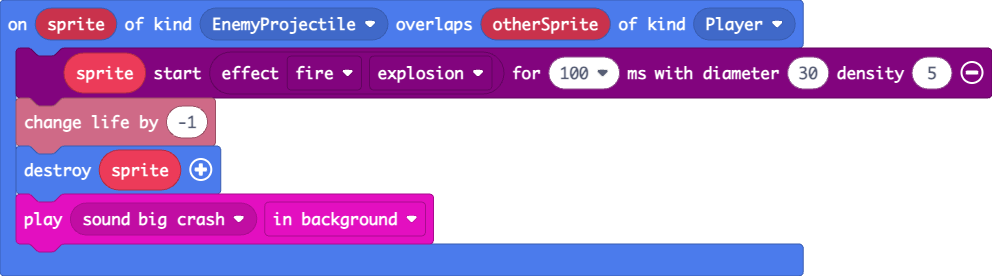 on sprite of kind EnemyProjectile overlaps otherSprite of kind Player
sprite start effect fire explosion for 100 ms with diameter 30 density 5
change life by -1
destroy sprite
play sound big crash in background